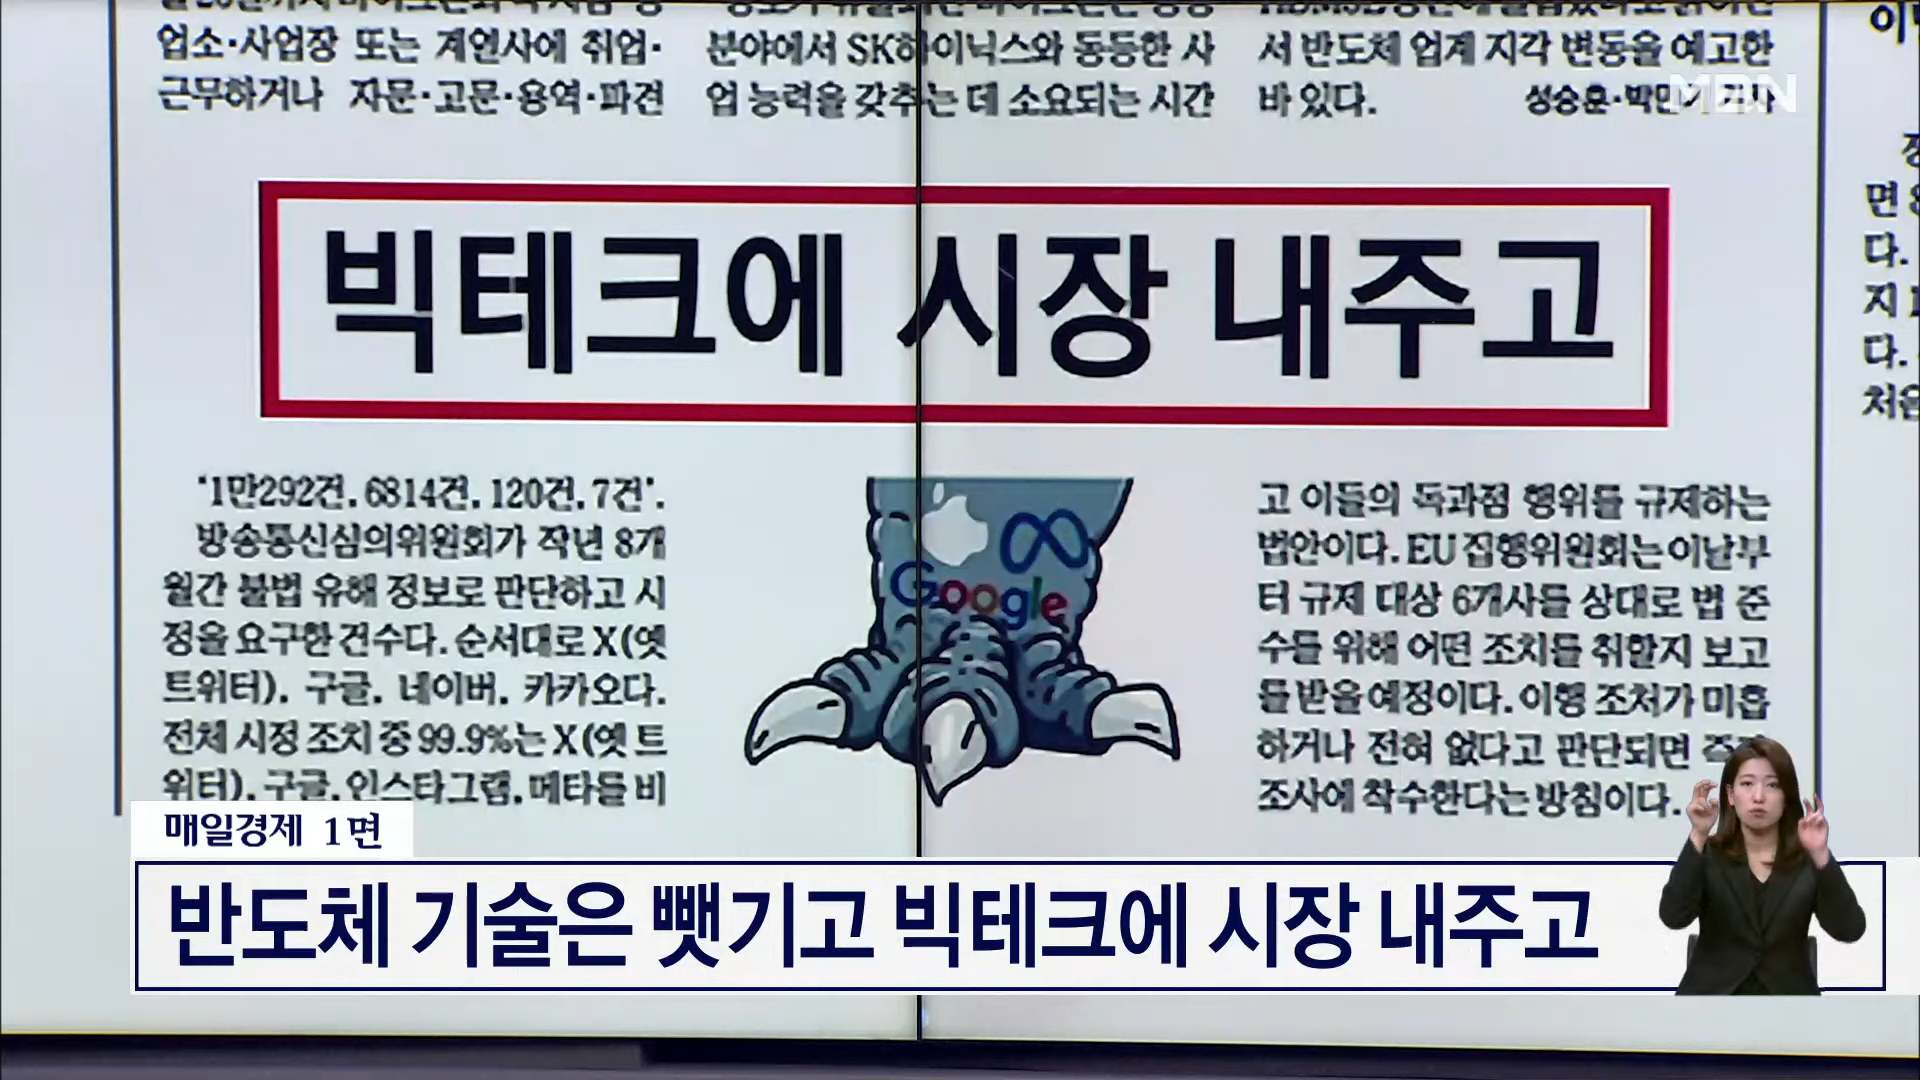 업소·사업장 또는 계열사에 취업·
근무하거나 자문·고문·용역·파견
분야에서 SK하이닉스와 동등한 사
업 능력을 갖추는 데 소요되는 시간
서 반도체 업계 지각 변동을 예고한
바 있다.
MBN
빅테크에 시장 내주고
'1만292건, 6814건, 120건, 7건'.
방송통신심의위원회가 작년 8개
월간 불법 유해 정보로 판단하고 시
정을 요구한 건수다. 순서대로 X(옛
트위터), 구글, 네이버, 카카오다.
전체 시정 조치 중 99.9%는 X(옛 트
위터), 구글, 인스타그램, 메타들 비
Google
고 이들의 독과점 행위를 규제하는
법안이다. EU 집행위원회는 이날부
터 규제 대상 6개사들 상대로 법 준
수를 위해 어떤 조치를 취할지 보고
를 받을 예정이다. 이행 조처가 미흡
하거나 전혀 없다고 판단되면
조사에 착수한다는 방침이다.
면
다.
지
다.
처음
매일경제 1면
반도체 기술은 뺏기고 빅테크에 시장 내주고